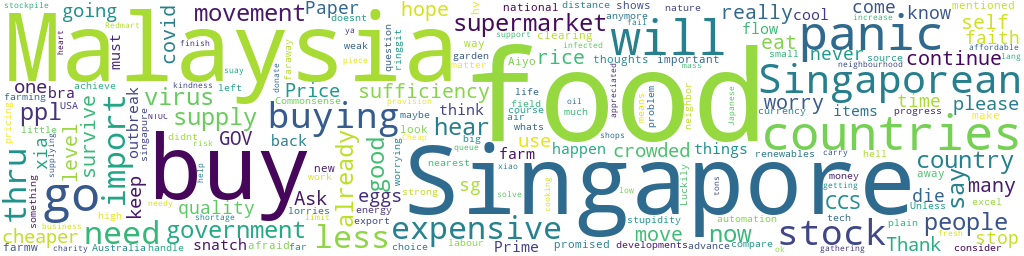 Malaysia food
buy Singapore
panic
Singaporean
countries
will
stock
expensive
buying
go
need
less
import
thru
supermarket
movement
government
sufficiency
people
country
continue
supply
virus
already
hear
eggs
rice
ppl
GOV
Price
Paper
covid
going
hope
really
come
know
self
faith
eat
never
worry
time
please
items
cool
flow
clearing
thoughts
important
shows
national
distance
mentioned
stockpile
Redmart
heart
finish
must
one
bra
xia
level
survive
keep
outbreak
singapore
NTUC
USA
farming
achieve
suay
kindness
left
little
pricing
supplying
back
didnt
risk
think
look
worrying
good
maybe
whats
Aiyo
life
field
course
air
use
farm
happen
crowded
things
oil
much
means
problem
appreciated
neighbor
Japanese
small
source
neighbourhood
currency
affordable
lang
increase
renewables
progress
make
sg
nearest
xiao
shops
tons
carry
money
getting
hell
away
say
many
ccs
die
unless
tech
excel
plain
fresh
stop
Thank
consider
gathering
compare
ok
automation
advance
developments
now
move
stupidity
labour
promised
Prime
choice
strong
export
energy
new
Ask
lorries
limit
afraid
far
snatch
quality
cheaper
high
something
business
needy
shortage
help
farmw
charity
Australia
handle
Commonsense
donate
faraway
ringgit
question
weak
ya
tv
way
matter
garden
piece
provision
cheap
queue
big
solve
cooking
low
mass
infected
support
fail
doesnt
anymore
nature